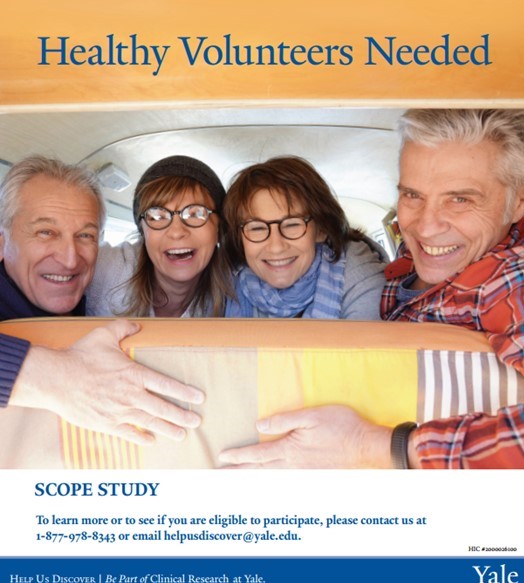 Healthy Volunteers Needed
SCOPE STUDY
To learn more or to see if you are eligible to participate, please contact us at
1-877-978-8343 or email helpusdiscover@yale.edu.
HIC #2000026100
Help Us Discover | Be Part of Clinical Research at Yale.
Yale